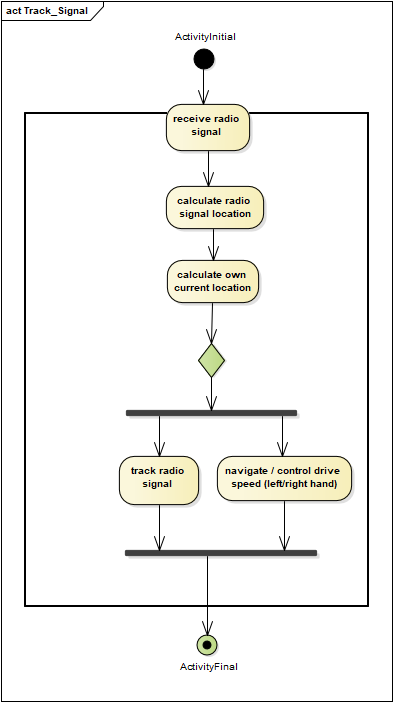 act Track_Signal
ActivityInitial
receive radio
signal
calculate radio
signal location
calculate own
current location
track radio
signal
navigate / control drive
speed (left/right hand)
ActivityFinal